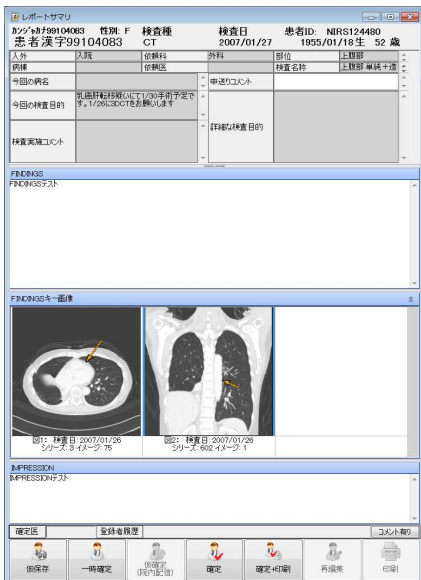 レポートサマリ
カンジャカナ99104083 性別: F 検査種 検査日 患者ID: NIRS124480
患者漢字99104083 CT 2007/01/27 1955/01/18生 52 歳
入外 入院 依頼科 外科 部位 上腹部
病棟 依頼医 検査名称 上腹部 単純+造
今回の病名 申送りコメント
今回の検査目的 乳癌肝転移疑いにて1/30手術予定で
す。1/26に3DCTをお願いします
検査実施コメント 詳細な検査目的
FINDINGS
FINDINGSテスト
FINDINGSキー画像
図1: 検査日:2007/01/26 図2: 検査日:2007/01/26
シリーズ: 3 イメージ: 75 シリーズ: 602 イメージ: 1
IMPRESSION
IMPRESSIONテスト
確定医 登録者履歴 コメント有り
仮保存 一時確定 仮確定 確定 確定+印刷 再編集 印刷
(院内配信)